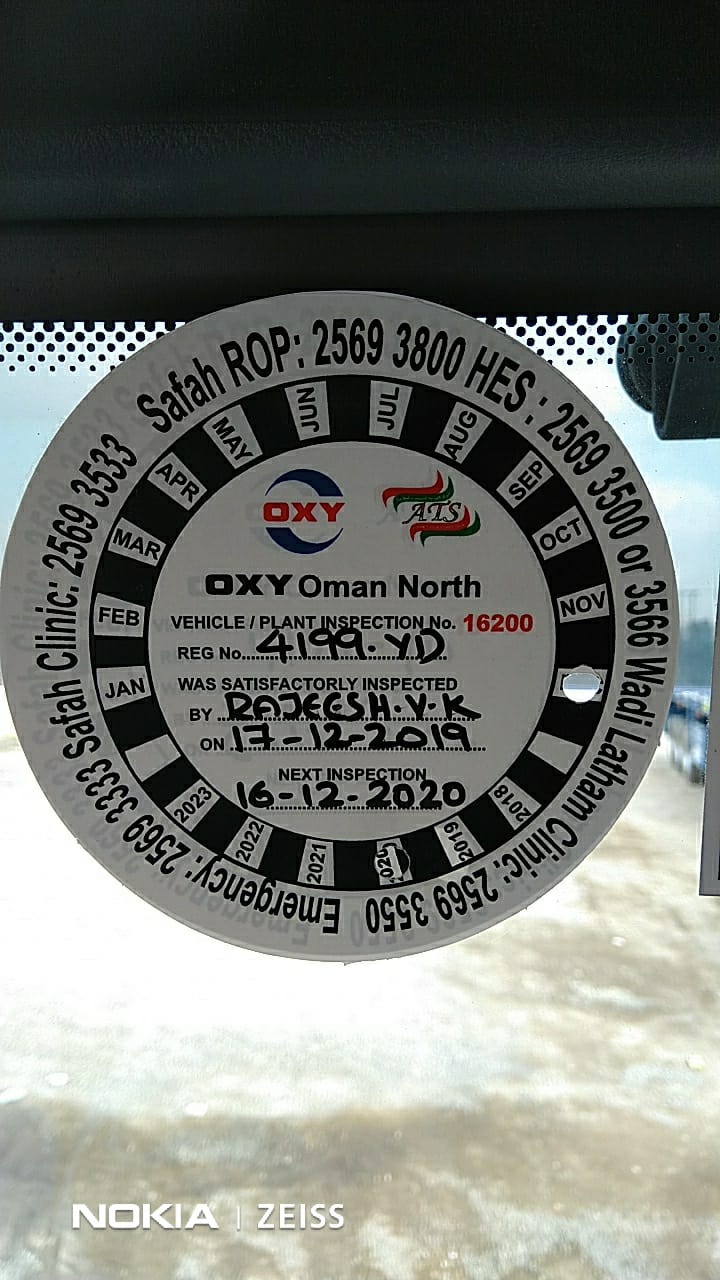 Safah ROP: 2569 3800 HES : 2569 3500 or 3566 Wadi Latham Clinic: 2569 3550
Emergency: 2569 3333 Safah Clinic: 2569 3533
JAN FEB MAR APR MAY JUN JUL AUG SEP OCT NOV
2018 2019 2020 2021 2022 2023
OXY ATS
OXY Oman North
VEHICLE / PLANT INSPECTION No. 16200
REG No. 4199.YD
WAS SATISFACTORLY INSPECTED
BY RAJEESH.V.K
ON 17-12-2019
NEXT INSPECTION
16-12-2020
NOKIA | ZEISS